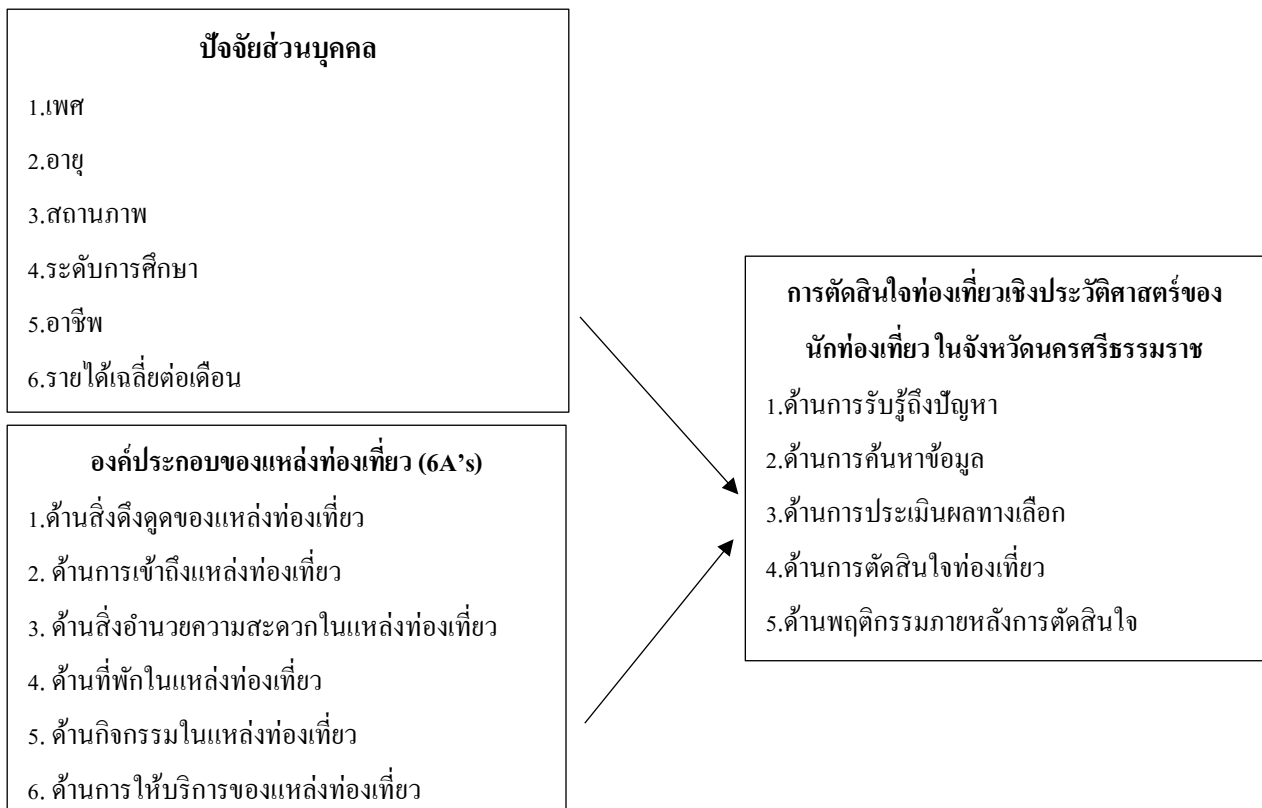 ปัจจัยส่วนบุคคล
1.เพศ
2.อายุ
3.สถานภาพ
4.ระดับการศึกษา
5.อาชีพ
6.รายได้เฉลี่ยต่อเดือน
องค์ประกอบของแหล่งท่องเที่ยว (6A’s)
1.ด้านสิ่งดึงดูดของแหล่งท่องเที่ยว
2. ด้านการเข้าถึงแหล่งท่องเที่ยว
3. ด้านสิ่งอำนวยความสะดวกในแหล่งท่องเที่ยว
4. ด้านที่พักในแหล่งท่องเที่ยว
5. ด้านกิจกรรมในแหล่งท่องเที่ยว
6. ด้านการให้บริการของแหล่งท่องเที่ยว
การตัดสินใจท่องเที่ยวเชิงประวัติศาสตร์ของ
นักท่องเที่ยว ในจังหวัดนครศรีธรรมราช
1.ด้านการรับรู้ถึงปัญหา
2.ด้านการค้นหาข้อมูล
3.ด้านการประเมินผลทางเลือก
4.ด้านการตัดสินใจท่องเที่ยว
5.ด้านพฤติกรรมภายหลังการตัดสินใจ